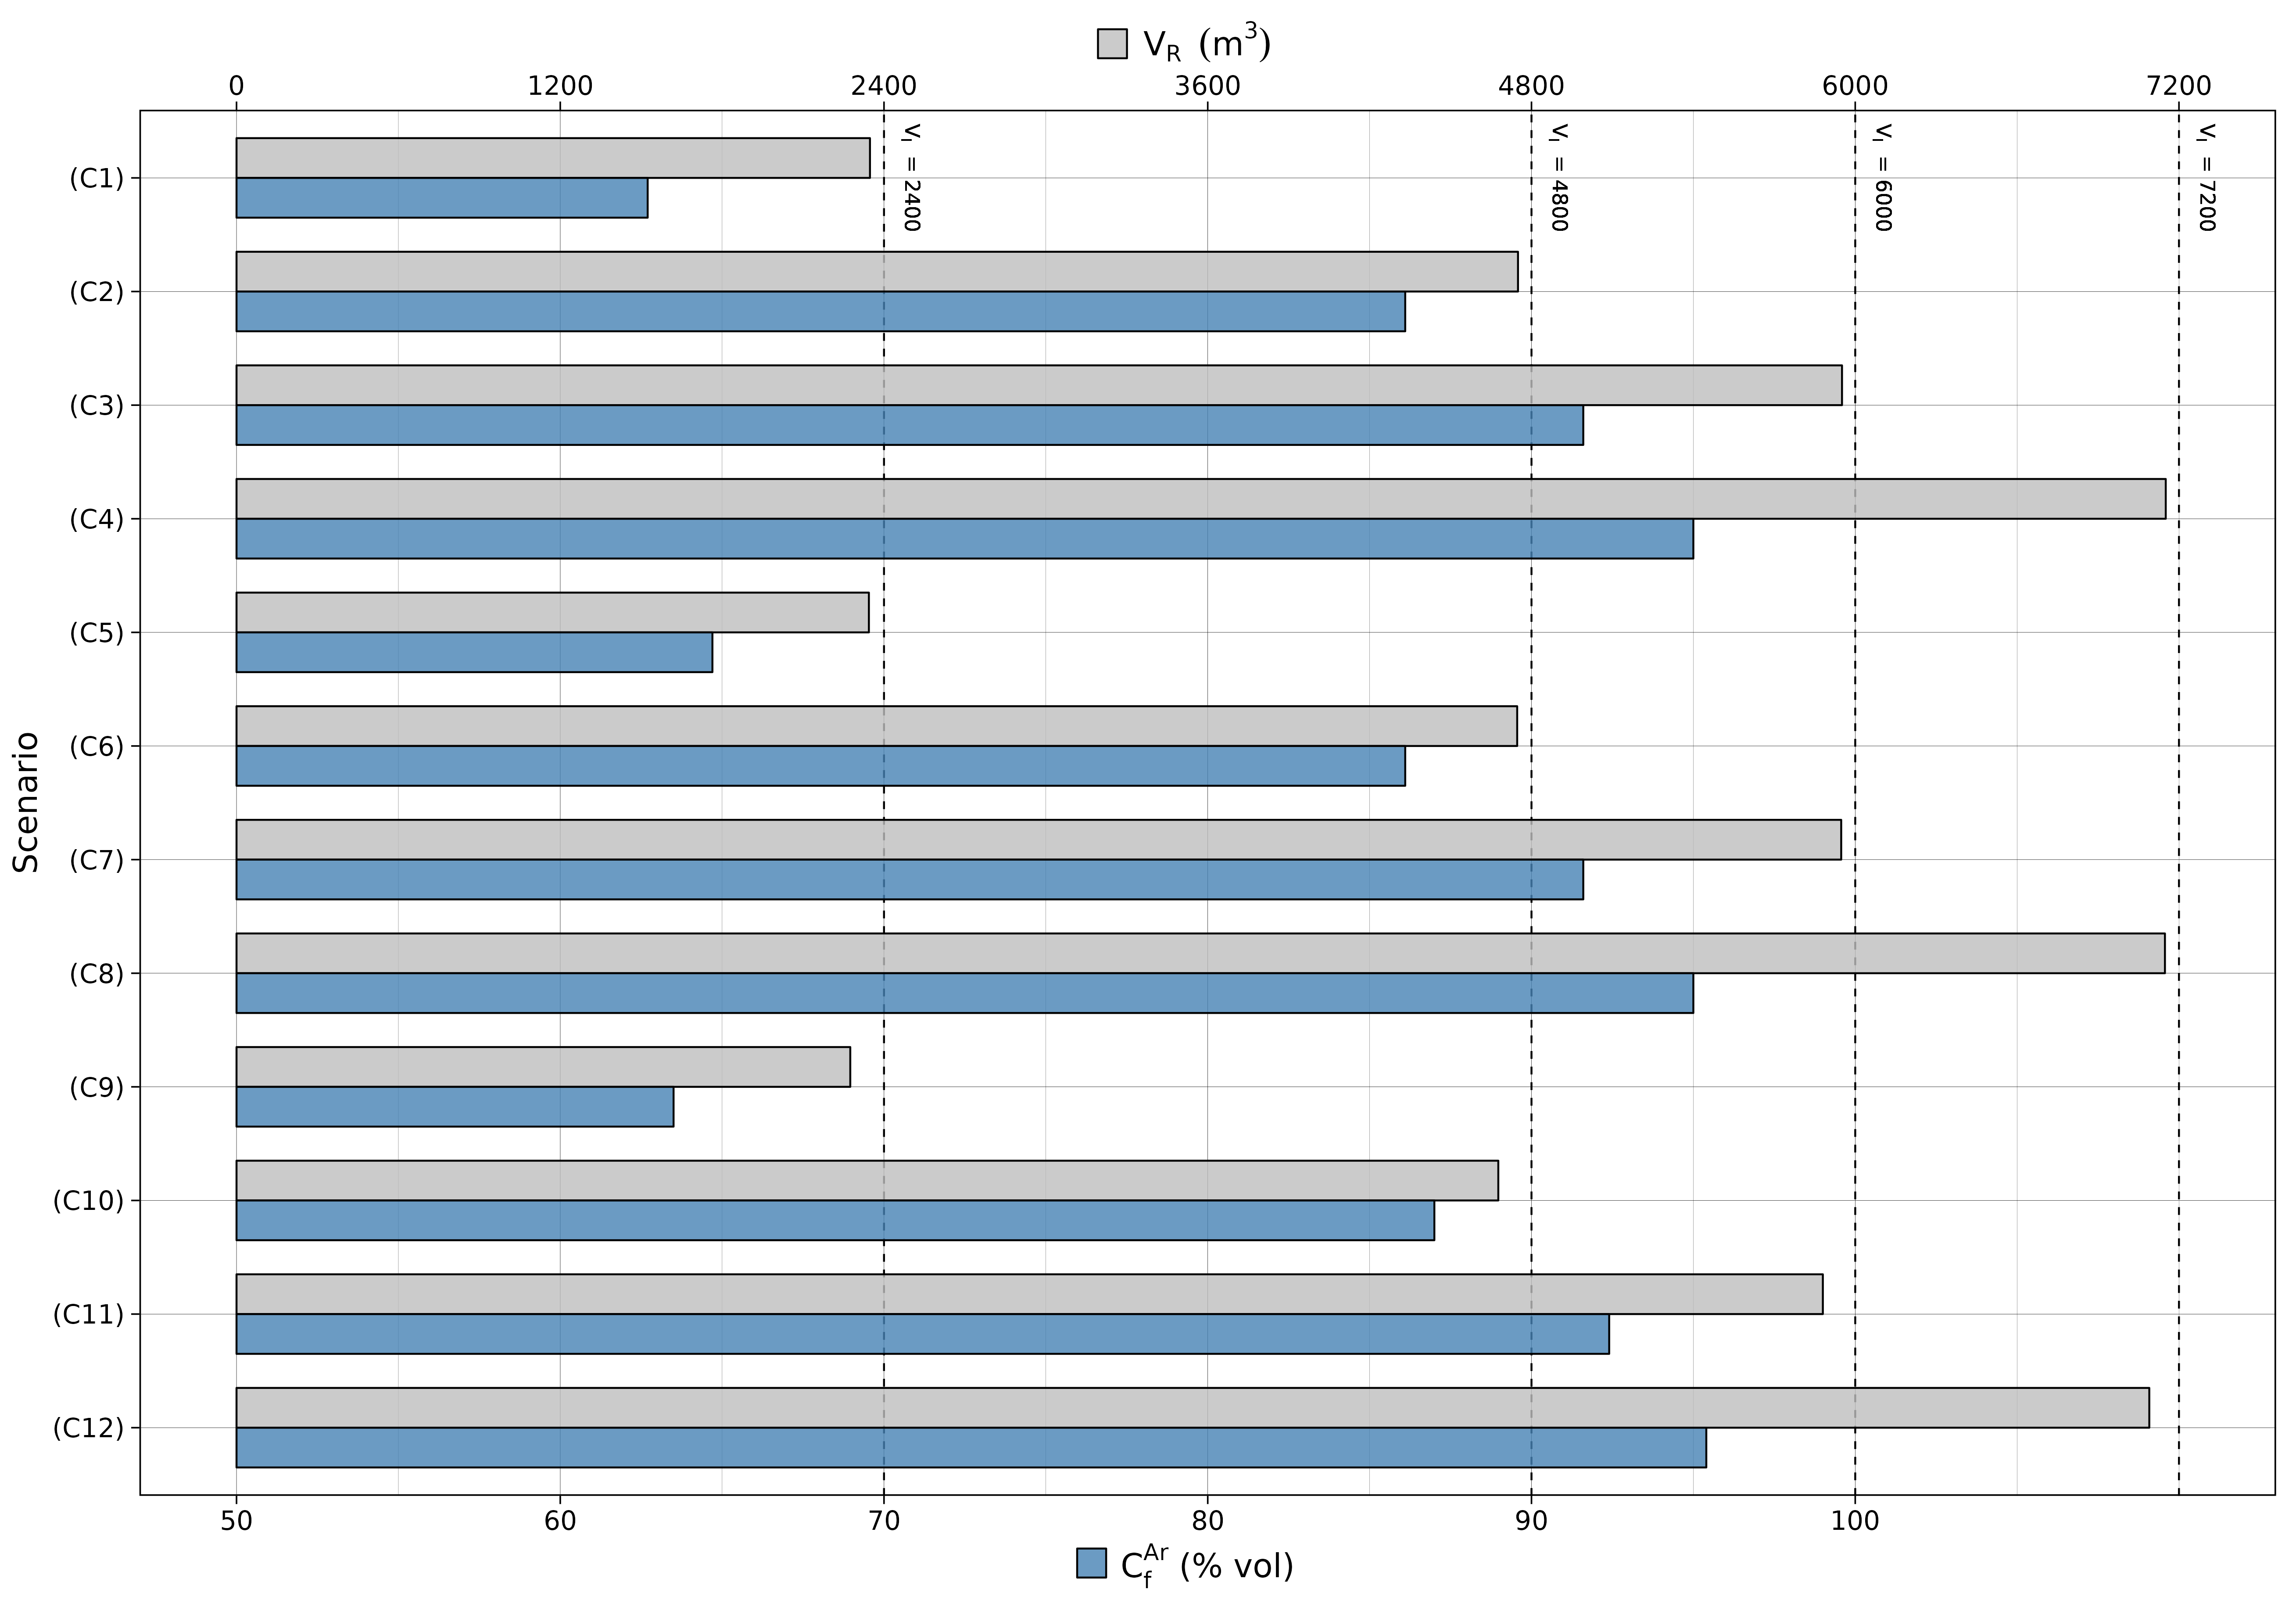 V_R (m^3)
0 1200 2400 3600 4800 6000 7200
V_I = 2400
V_I = 4800
V_I = 6000
V_I = 7200
Scenario
(C1)
(C2)
(C3)
(C4)
(C5)
(C6)
(C7)
(C8)
(C9)
(C10)
(C11)
(C12)
50 60 70 80 90 100
C_f^Ar (% vol)